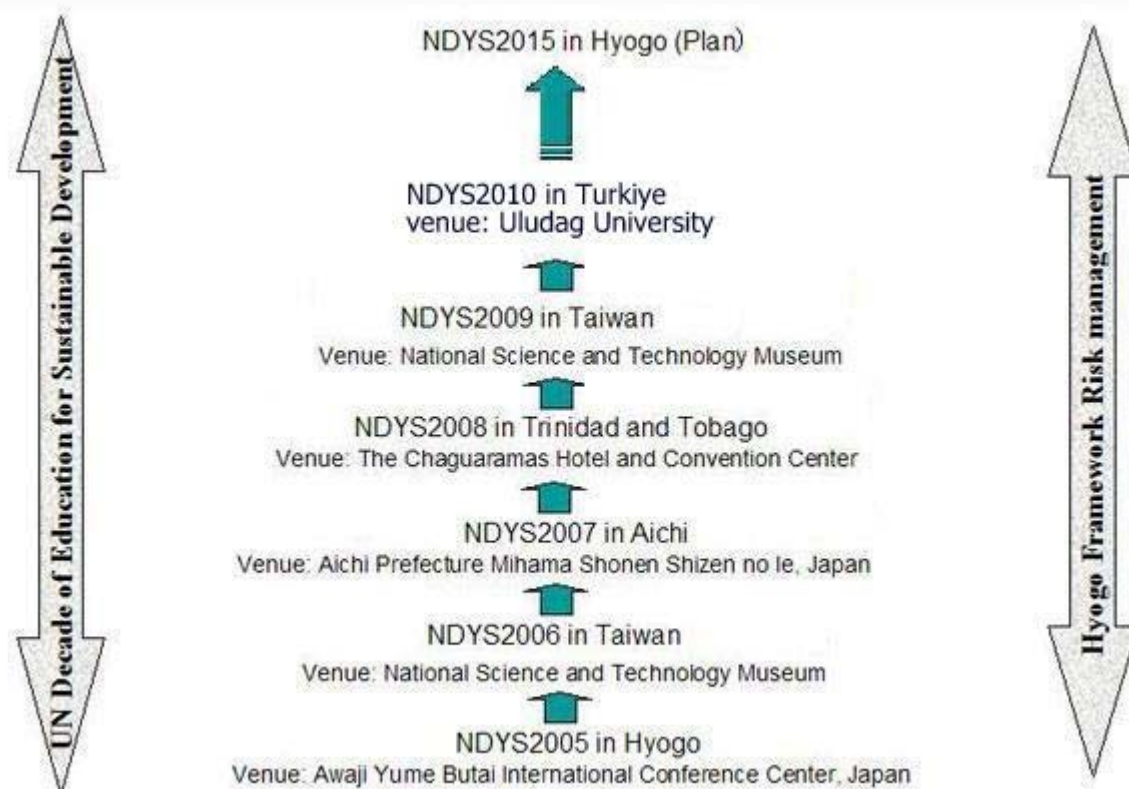 NDYS2015 in Hyogo (Plan)
NDYS2010 in Turkiye
venue: Uludag University
NDYS2009 in Taiwan
Venue: National Science and Technology Museum
NDYS2008 in Trinidad and Tobago
Venue: The Chaguaramas Hotel and Convention Center
NDYS2007 in Aichi
Venue: Aichi Prefecture Mihama Shonen Shizen no Ie, Japan
NDYS2006 in Taiwan
Venue: National Science and Technology Museum
NDYS2005 in Hyogo
Venue: Awaji Yume Butai International Conference Center, Japan
UN Decade of Education for Sustainable Development
Hyogo Framework Risk management